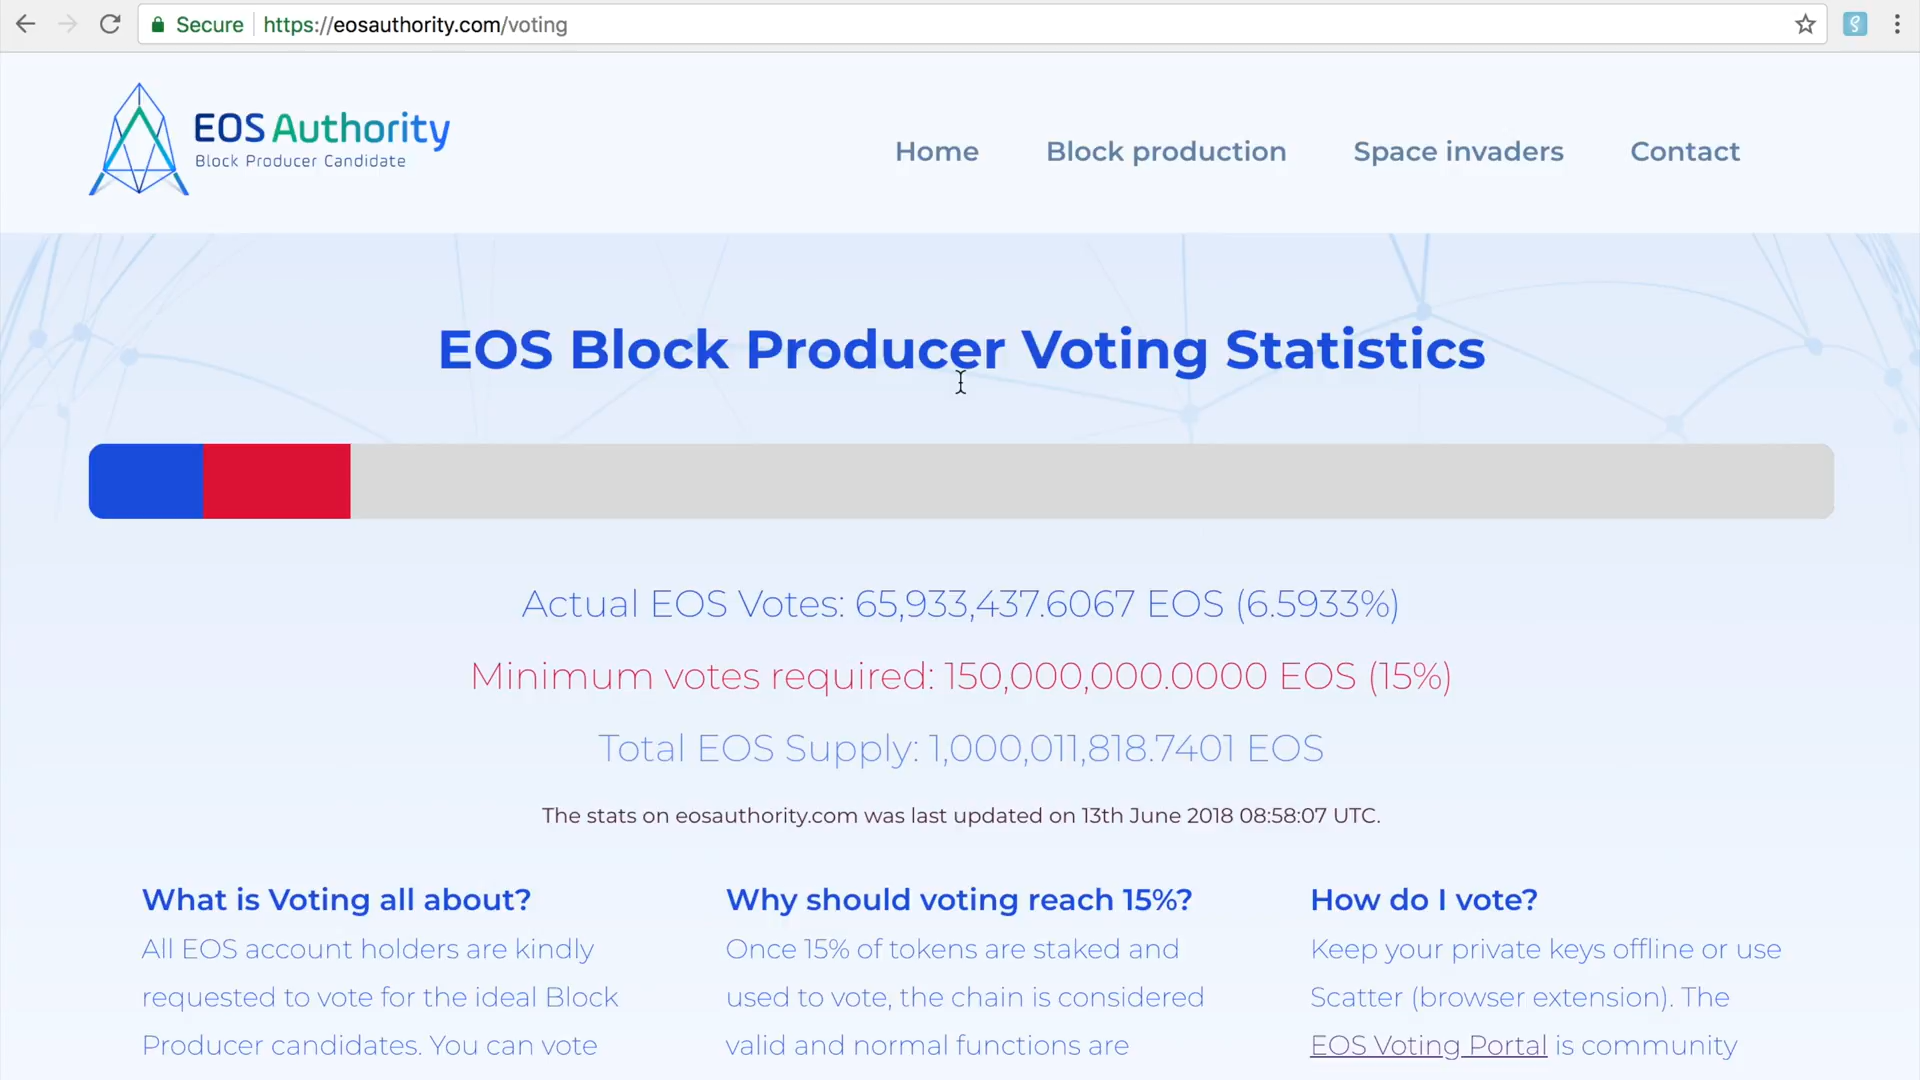 Secure https://eosauthority.com/voting
EOS Authority
Block Producer Candidate
Home Block production Space invaders Contact
EOS Block Producer Voting Statistics
Actual EOS Votes: 65,933,437.6067 EOS (6.5933%)
Minimum votes required: 150,000,000.0000 EOS (15%)
Total EOS Supply: 1,000,011,818.7401 EOS
The stats on eosauthority.com was last updated on 13th June 2018 08:58:07 UTC.
What is Voting all about?
All EOS account holders are kindly
requested to vote for the ideal Block
Producer candidates. You can vote
Why should voting reach 15%?
Once 15% of tokens are staked and
used to vote, the chain is considered
valid and normal functions are
How do I vote?
Keep your private keys offline or use
Scatter (browser extension). The
EOS Voting Portal is community